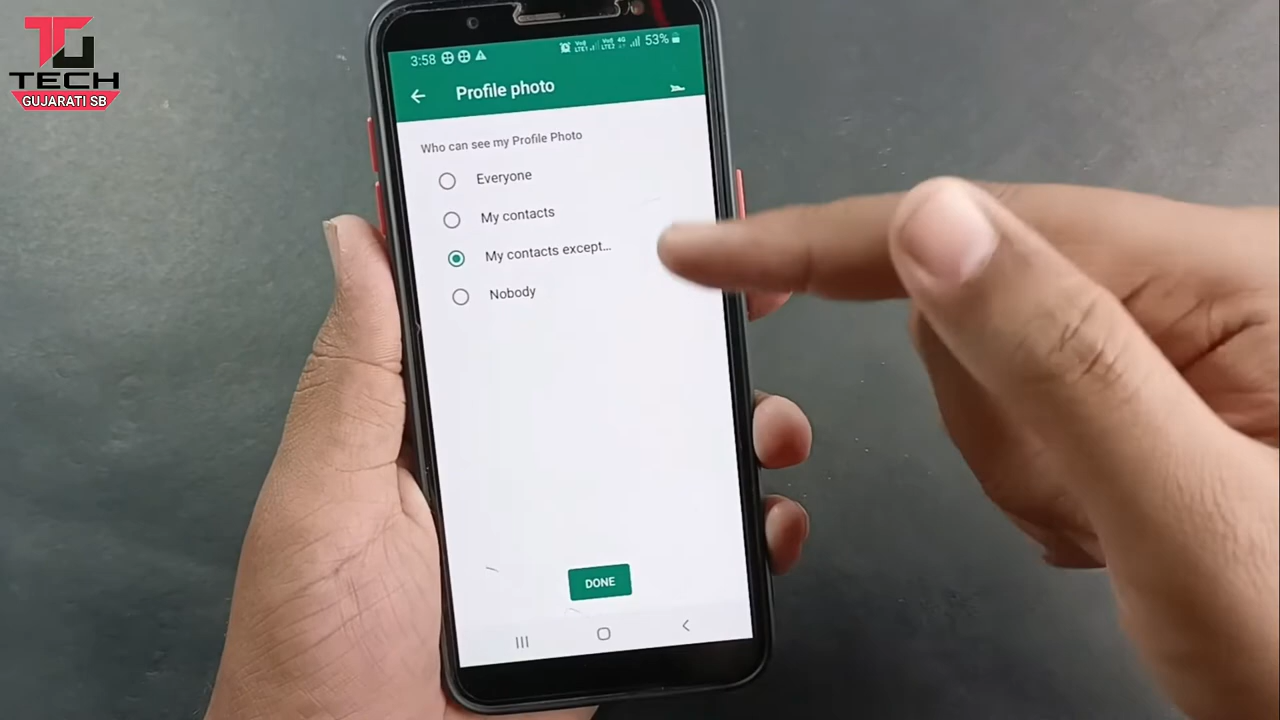 TECH
GUJARATI SB
3:58
53%
Profile photo
Who can see my Profile Photo
Everyone
My contacts
My contacts except...
Nobody
DONE